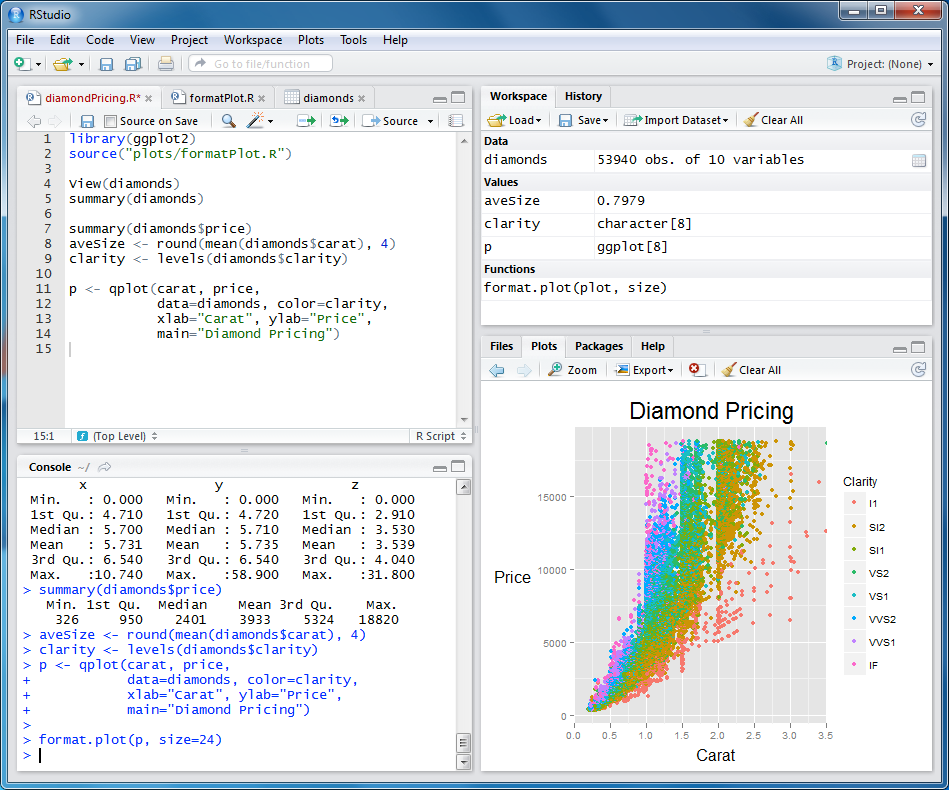 RStudio
File Edit Code View Project Workspace Plots Tools Help
Go to file/function
Project: (None)
diamondPricing.R* formatPlot.R diamonds
Source on Save Source
1 library(ggplot2)
2 source("plots/formatPlot.R")
3
4 View(diamonds)
5 summary(diamonds)
6
7 summary(diamonds$price)
8 aveSize <- round(mean(diamonds$carat), 4)
9 clarity <- levels(diamonds$clarity)
10
11 p <- qplot(carat, price,
12 data=diamonds, color=clarity,
13 xlab="Carat", ylab="Price",
14 main="Diamond Pricing")
15
15:1 (Top Level) R Script
Console ~/
x y z
Min. : 0.000 Min. : 0.000 Min. : 0.000
1st Qu.: 4.710 1st Qu.: 4.720 1st Qu.: 2.910
Median : 5.700 Median : 5.710 Median : 3.530
Mean : 5.731 Mean : 5.735 Mean : 3.539
3rd Qu.: 6.540 3rd Qu.: 6.540 3rd Qu.: 4.040
Max. :10.740 Max. :58.900 Max. :31.800
> summary(diamonds$price)
Min. 1st Qu. Median Mean 3rd Qu. Max.
326 950 2401 3933 5324 18820
> aveSize <- round(mean(diamonds$carat), 4)
> clarity <- levels(diamonds$clarity)
> p <- qplot(carat, price,
+ data=diamonds, color=clarity,
+ xlab="Carat", ylab="Price",
+ main="Diamond Pricing")
>
> format.plot(p, size=24)
>
Workspace History
Load Save Import Dataset Clear All
Data
diamonds 53940 obs. of 10 variables
Values
aveSize 0.7979
clarity character[8]
p ggplot[8]
Functions
format.plot(plot, size)
Files Plots Packages Help
Zoom Export Clear All
Diamond Pricing
Price
15000
10000
5000
0
0.0 0.5 1.0 1.5 2.0 2.5 3.0 3.5
Carat
Clarity
I1
SI2
SI1
VS2
VS1
VVS2
VVS1
IF